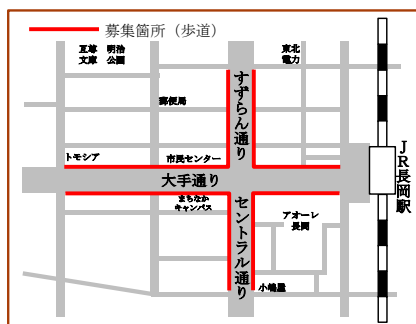 募集箇所（歩道）
互尊
文庫
明治
公園
東北
電力
郵便局
すずらん通り
トモシア
市民センター
大手通り
JR長岡駅
まちなか
キャンパス
セントラル通り
アオーレ
長岡
小嶋屋